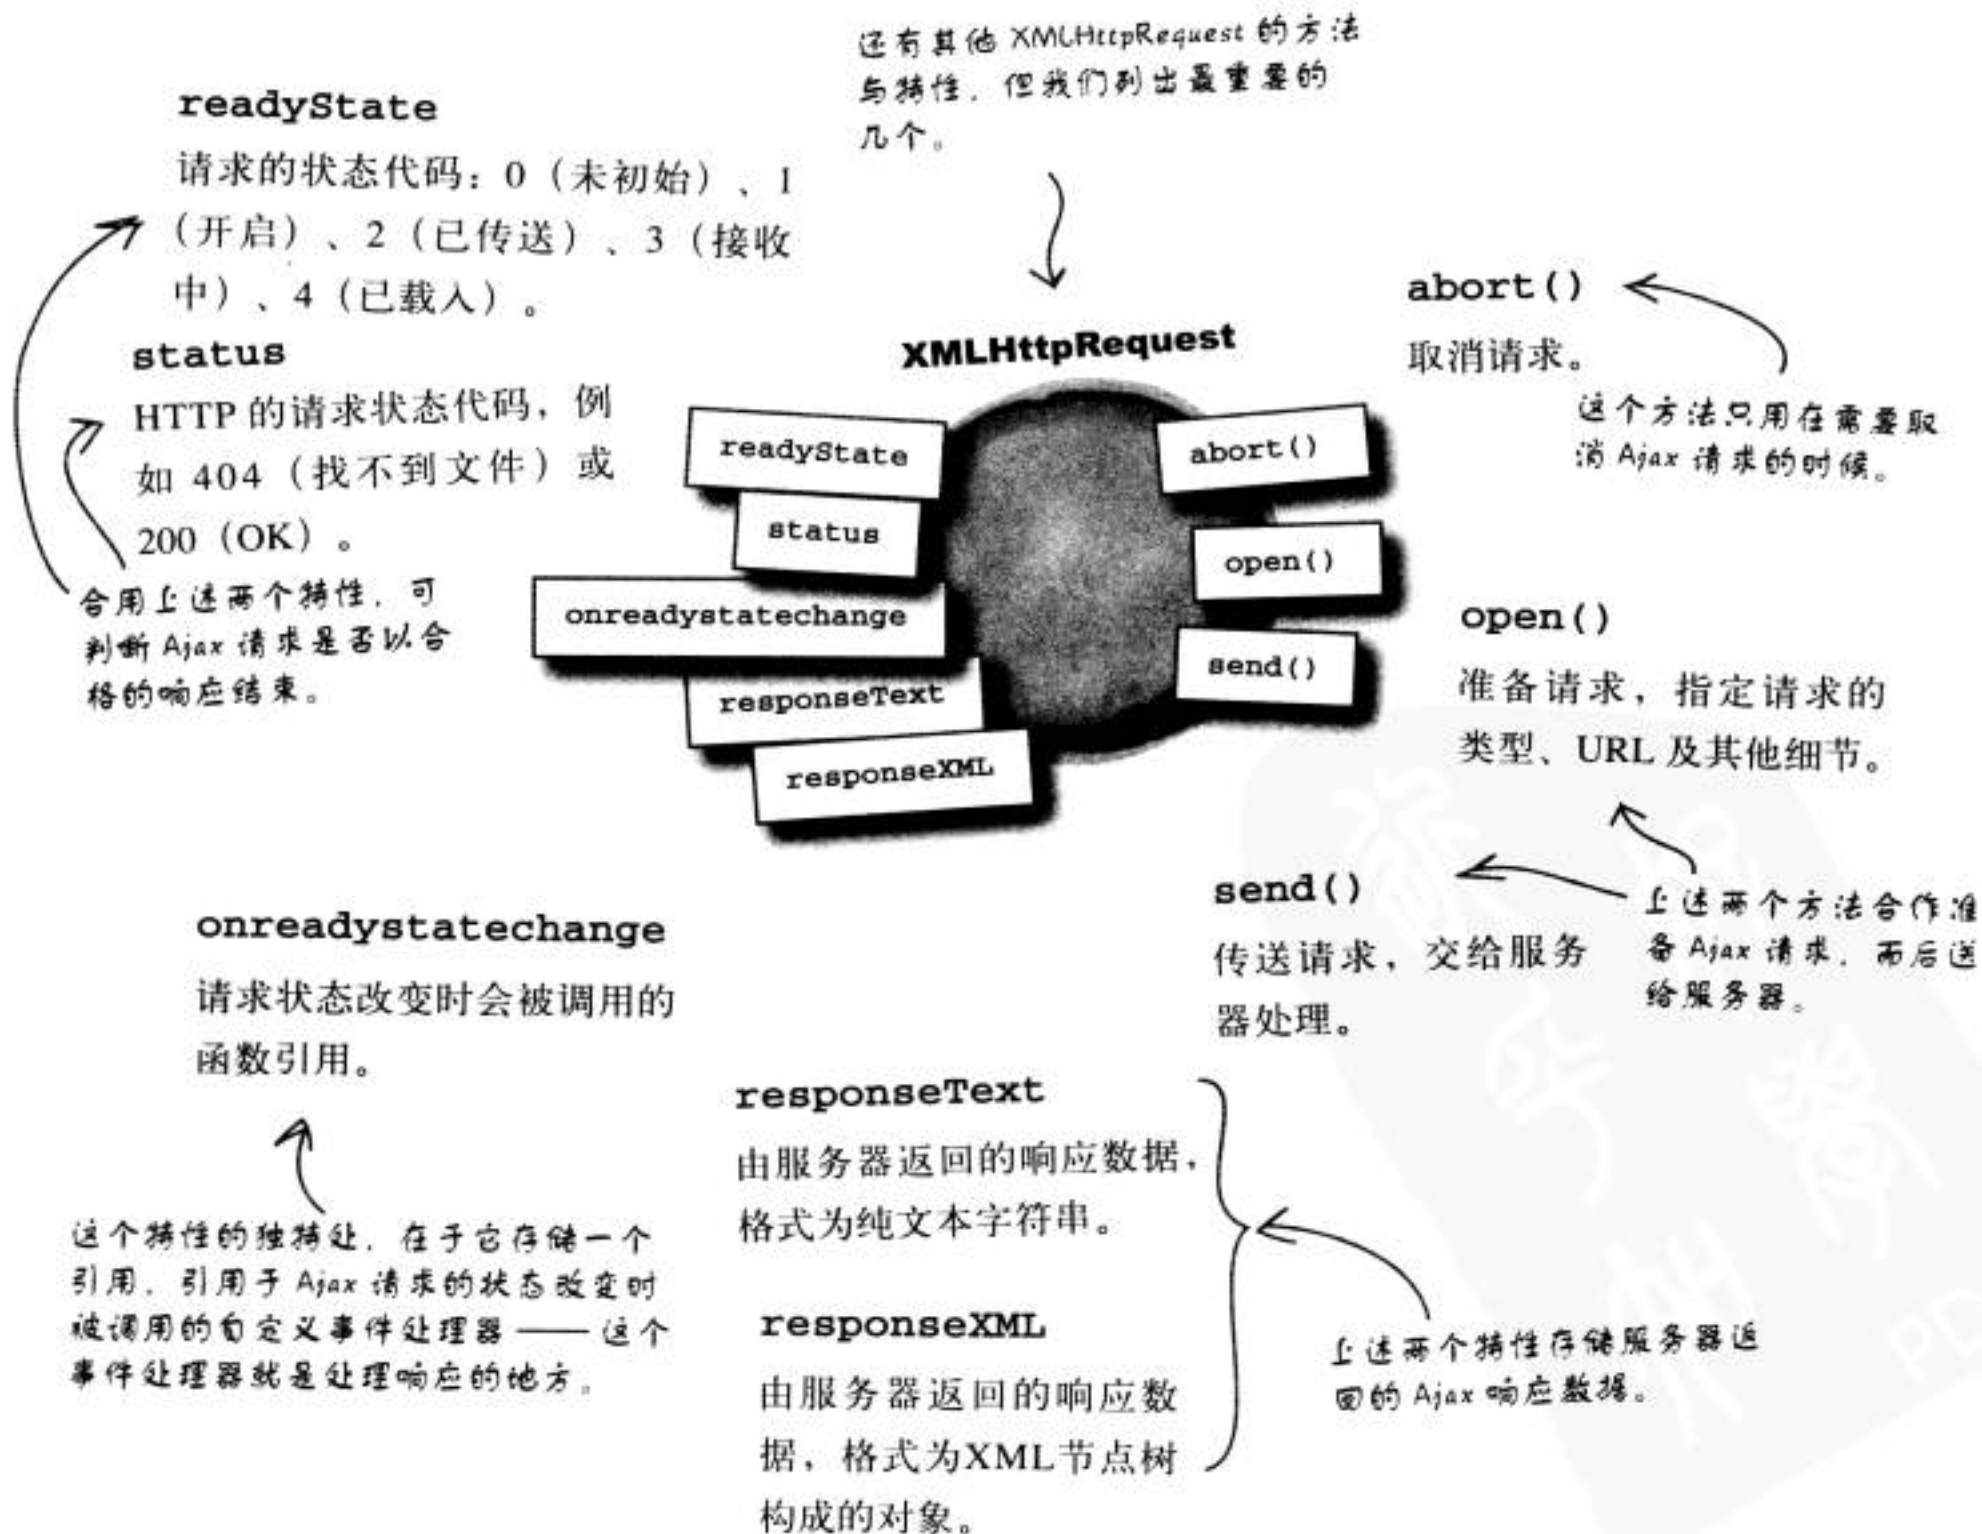 还有其他 XMLHttpRequest 的方法
与特性，但我们列出最重要的
几个。
readyState
请求的状态代码：0（未初始）、1
（开启）、2（已传送）、3（接收
中）、4（已载入）。
status
HTTP 的请求状态代码，例
如 404（找不到文件）或
200（OK）。
合用上述两个特性，可
判断 Ajax 请求是否以合
格的响应结束。
XMLHttpRequest
readyState
status
onreadystatechange
responseText
responseXML
abort()
open()
send()
abort()
取消请求。
这个方法只用在需要取
消 Ajax 请求的时候。
open()
准备请求，指定请求的
类型、URL 及其他细节。
send()
传送请求，交给服务
器处理。
上述两个方法合作准
备 Ajax 请求，而后送
给服务器。
onreadystatechange
请求状态改变时会被调用的
函数引用。
这个特性的独特处，在于它存储一个
引用，引用于 Ajax 请求的状态改变时
被调用的自定义事件处理器 —— 这个
事件处理器就是处理响应的地方。
responseText
由服务器返回的响应数据，
格式为纯文本字符串。
responseXML
由服务器返回的响应数
据，格式为XML节点树
构成的对象。
上述两个特性存储服务器返
回的 Ajax 响应数据。
PD